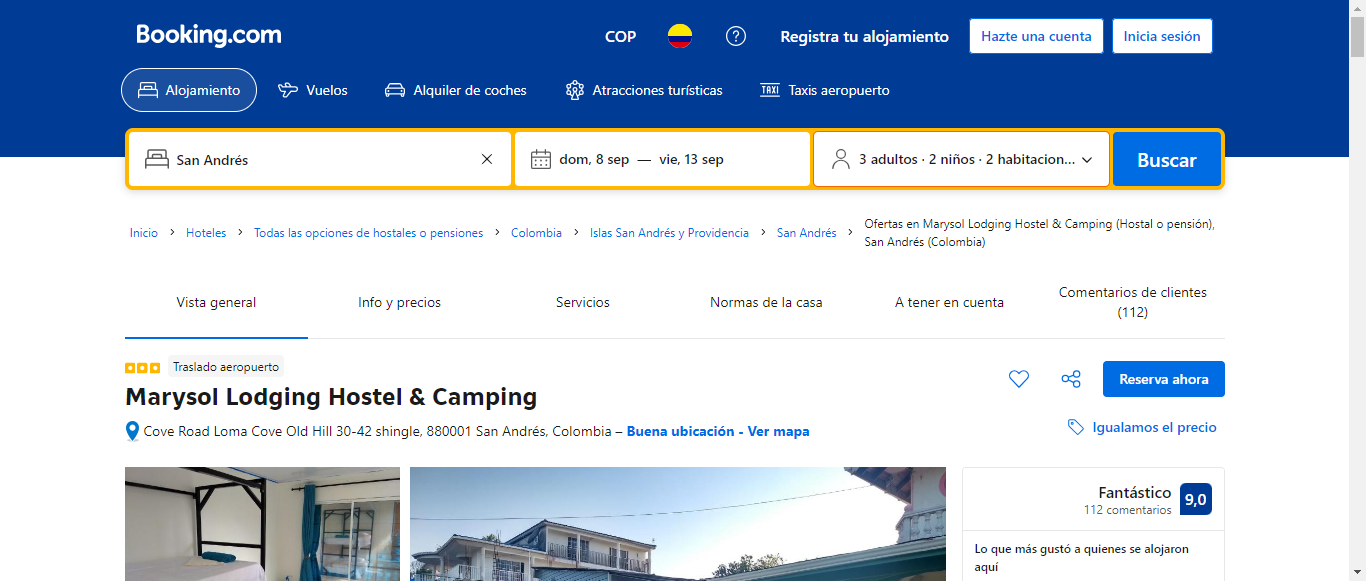 Booking.com
COP
Registra tu alojamiento
Hazte una cuenta
Inicia sesión
Alojamiento
Vuelos
Alquiler de coches
Atracciones turísticas
TAXI Taxis aeropuerto
San Andrés
dom, 8 sep — vie, 13 sep
3 adultos · 2 niños · 2 habitacion...
Buscar
Inicio
Hoteles
Todas las opciones de hostales o pensiones
Colombia
Islas San Andrés y Providencia
San Andrés
Ofertas en Marysol Lodging Hostel & Camping (Hostal o pensión),
San Andrés (Colombia)
Vista general
Info y precios
Servicios
Normas de la casa
A tener en cuenta
Comentarios de clientes
(112)
Traslado aeropuerto
Marysol Lodging Hostel & Camping
Reserva ahora
Cove Road Loma Cove Old Hill 30-42 shingle, 880001 San Andrés, Colombia – Buena ubicación - Ver mapa
Igualamos el precio
Fantástico
112 comentarios
9,0
Lo que más gustó a quienes se alojaron
aquí